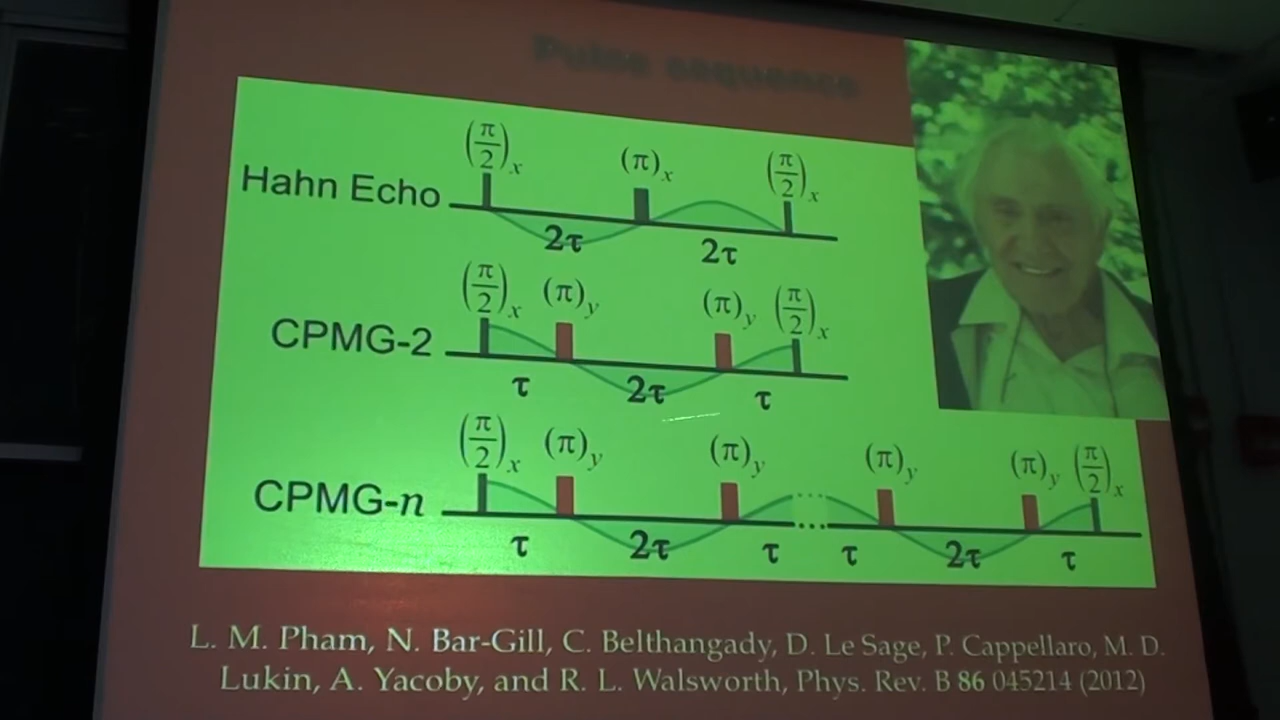 Pulse sequence
(π/2)x (π)x (π/2)x
Hahn Echo
2τ 2τ
(π/2)x (π)y (π)y (π/2)x
CPMG-2
τ 2τ τ
(π/2)x (π)y (π)y (π)y (π)y (π/2)x
CPMG-n
τ 2τ τ τ 2τ τ
L. M. Pham, N. Bar-Gill, C. Belthangady, D. Le Sage, P. Cappellaro, M. D.
Lukin, A. Yacoby, and R. L. Walsworth, Phys. Rev. B 86 045214 (2012)